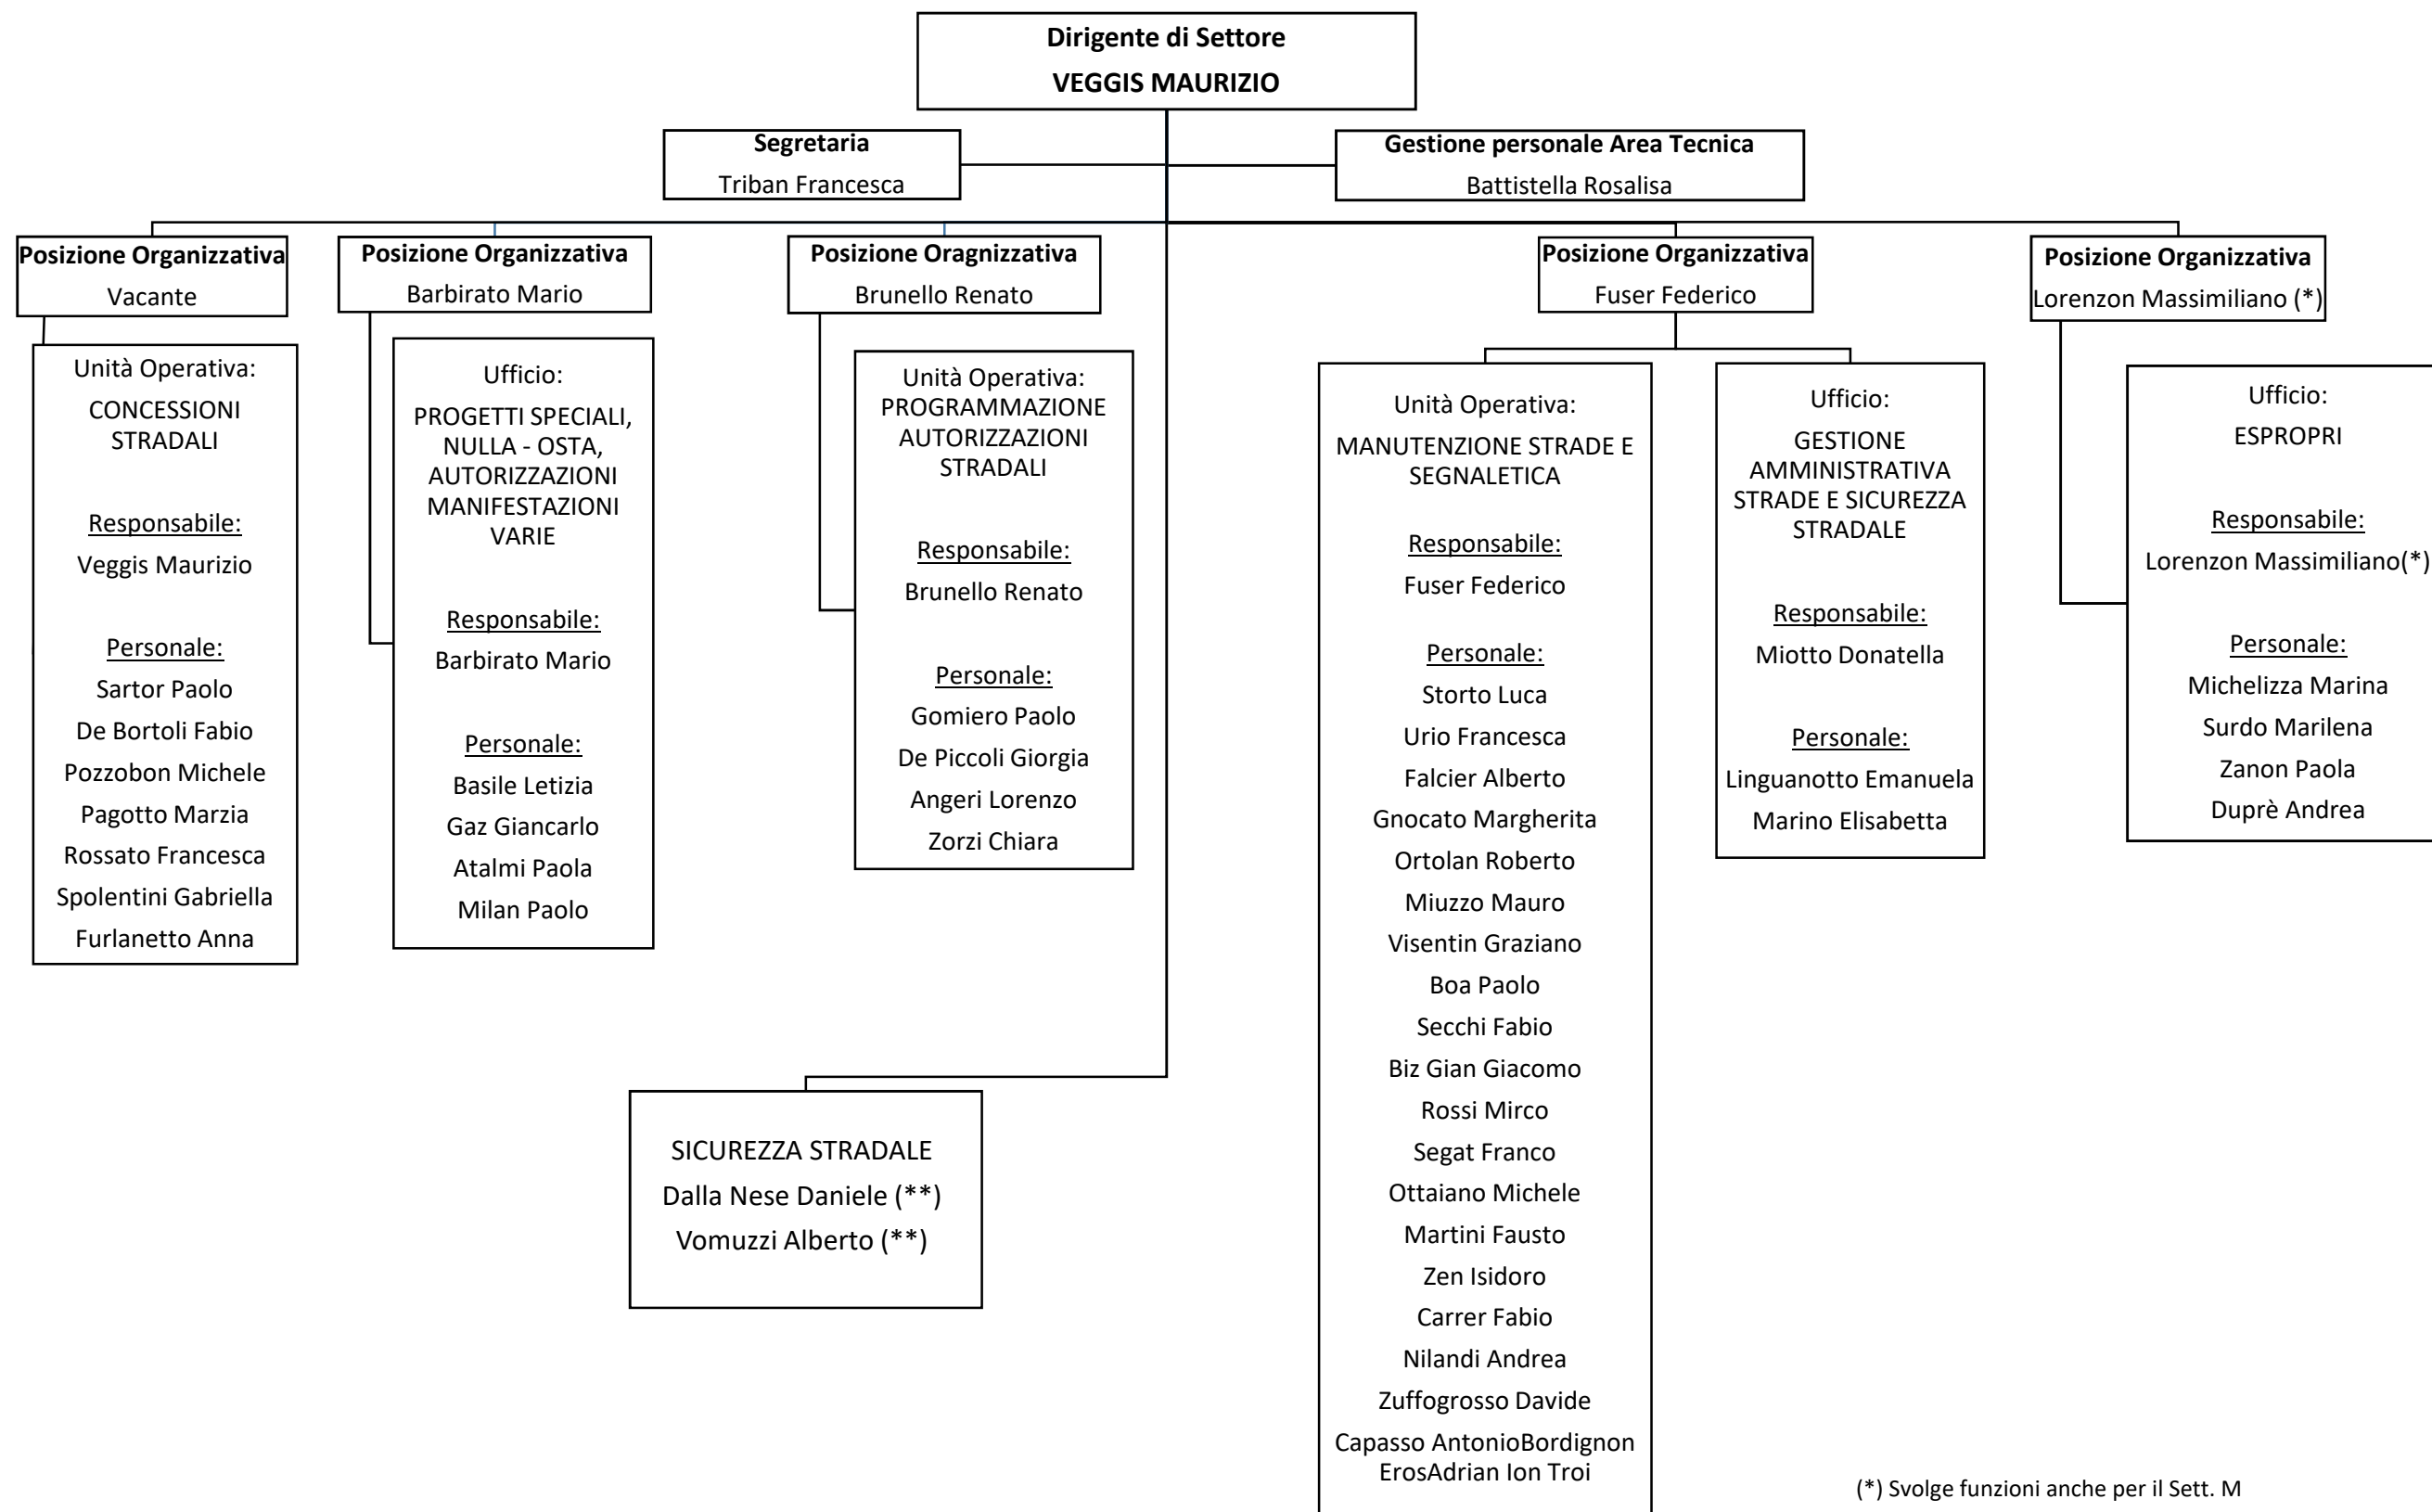 Dirigente di Settore
VEGGIS MAURIZIO
Segretaria
Triban Francesca
Gestione personale Area Tecnica
Battistella Rosalisa
Posizione Organizzativa
Vacante
Unità Operativa:
CONCESSIONI
STRADALI
Responsabile:
Veggis Maurizio
Personale:
Sartor Paolo
De Bortoli Fabio
Pozzobon Michele
Pagotto Marzia
Rossato Francesca
Spolentini Gabriella
Furlanetto Anna
Posizione Organizzativa
Barbirato Mario
Ufficio:
PROGETTI SPECIALI,
NULLA - OSTA,
AUTORIZZAZIONI
MANIFESTAZIONI
VARIE
Responsabile:
Barbirato Mario
Personale:
Basile Letizia
Gaz Giancarlo
Atalmi Paola
Milan Paolo
Posizione Oragnizzativa
Brunello Renato
Unità Operativa:
PROGRAMMAZIONE
AUTORIZZAZIONI
STRADALI
Responsabile:
Brunello Renato
Personale:
Gomiero Paolo
De Piccoli Giorgia
Angeri Lorenzo
Zorzi Chiara
SICUREZZA STRADALE
Dalla Nese Daniele (**)
Vomuzzi Alberto (**)
Posizione Organizzativa
Fuser Federico
Unità Operativa:
MANUTENZIONE STRADE E
SEGNALETICA
Responsabile:
Fuser Federico
Personale:
Storto Luca
Urio Francesca
Falcier Alberto
Gnocato Margherita
Ortolan Roberto
Miuzzo Mauro
Visentin Graziano
Boa Paolo
Secchi Fabio
Biz Gian Giacomo
Rossi Mirco
Segat Franco
Ottaiano Michele
Martini Fausto
Zen Isidoro
Carrer Fabio
Nilandi Andrea
Zuffogrosso Davide
Capasso AntonioBordignon
ErosAdrian Ion Troi
Ufficio:
GESTIONE
AMMINISTRATIVA
STRADE E SICUREZZA
STRADALE
Responsabile:
Miotto Donatella
Personale:
Linguanotto Emanuela
Marino Elisabetta
Posizione Organizzativa
Lorenzon Massimiliano (*)
Ufficio:
ESPROPRI
Responsabile:
Lorenzon Massimiliano(*)
Personale:
Michelizza Marina
Surdo Marilena
Zanon Paola
Duprè Andrea
(*) Svolge funzioni anche per il Sett. M